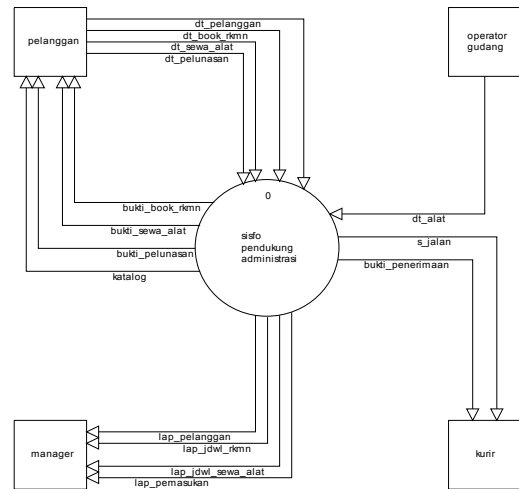 dt_pelanggan
pelanggan
dt_book_rkmn
operator
gudang
dt_sewa_alat
dt_pelunasan
0
bukti_book_rkmn
dt_alat
bukti_sewa_alat
sisfo
pendukung
administrasi
s_jalan
bukti_pelunasan
bukti_penerimaan
katalog
lap_pelanggan
lap_jdwl_rkmn
manager
kurir
lap_jdwl_sewa_alat
lap_pemasukan